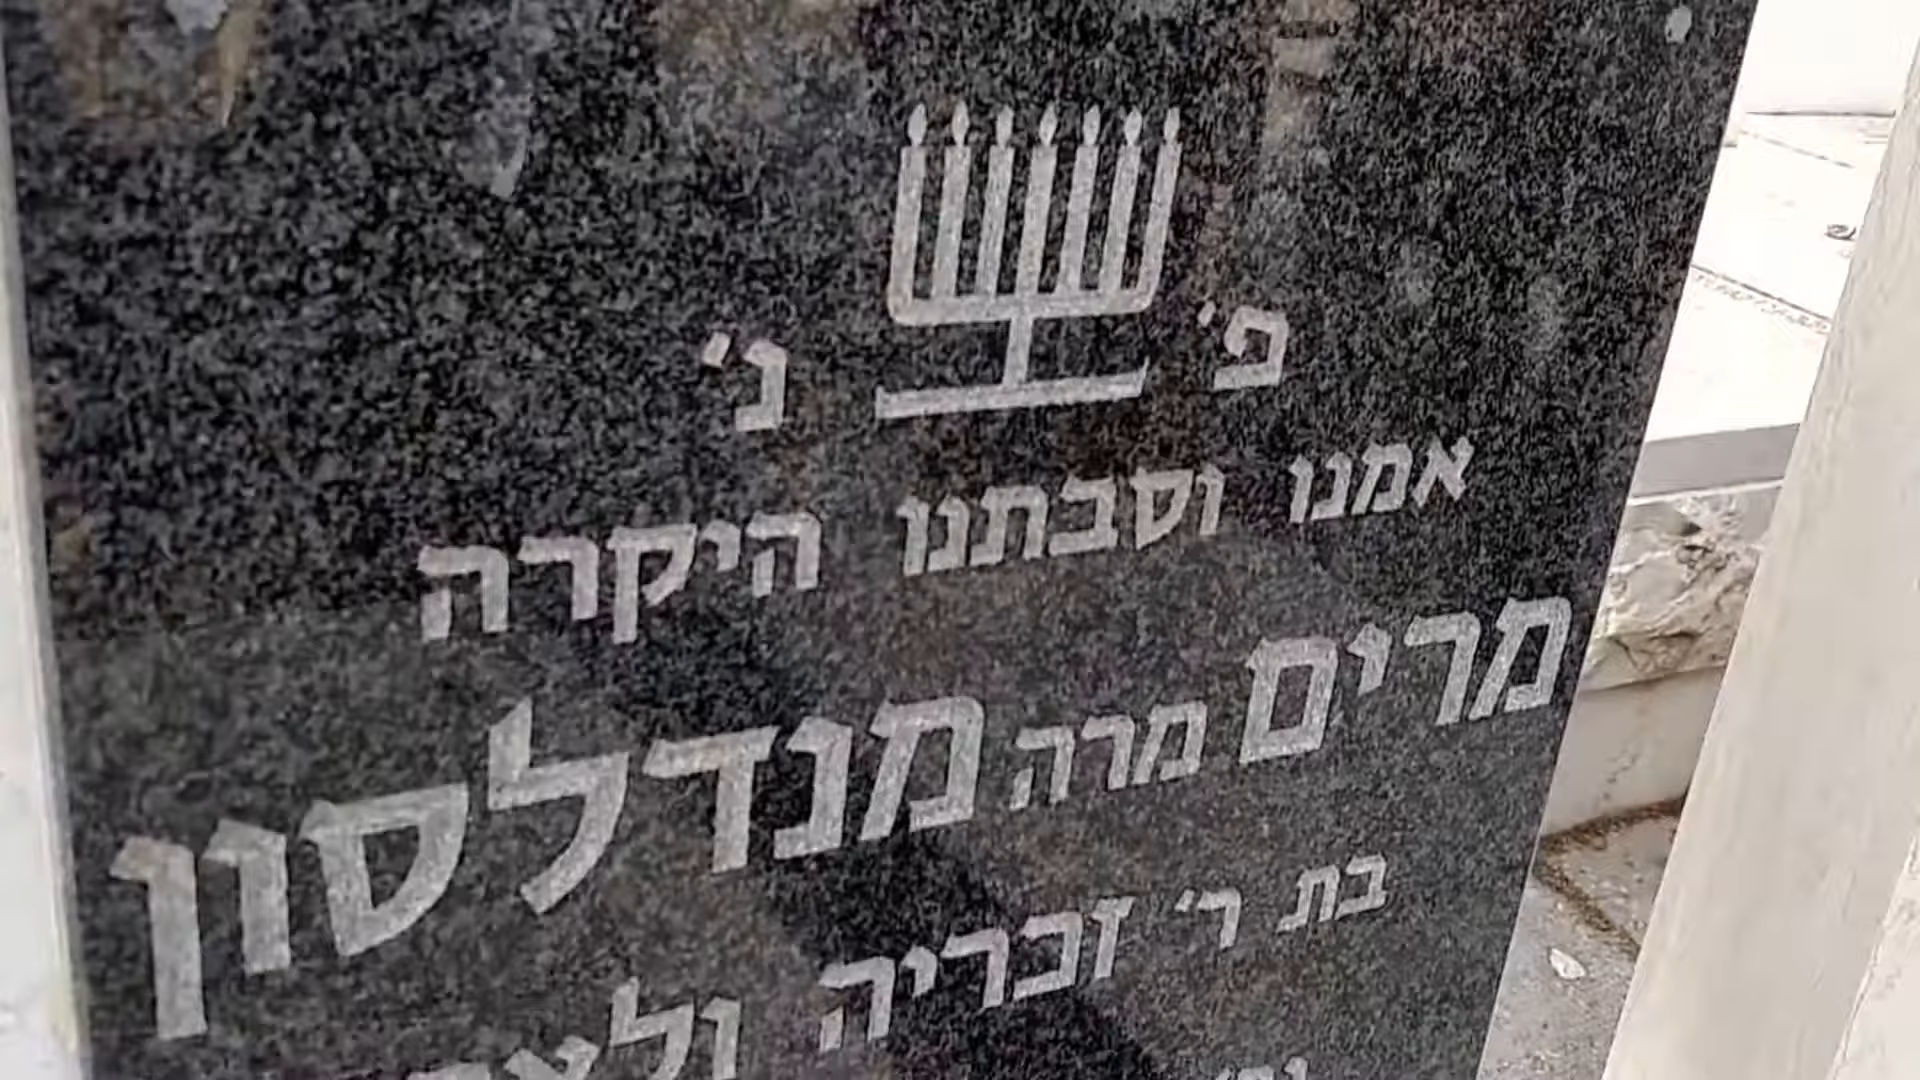 פ' נ'
אמנו וסבתנו היקרה
מרים מרה מנדלסון
בת ר' זכריה